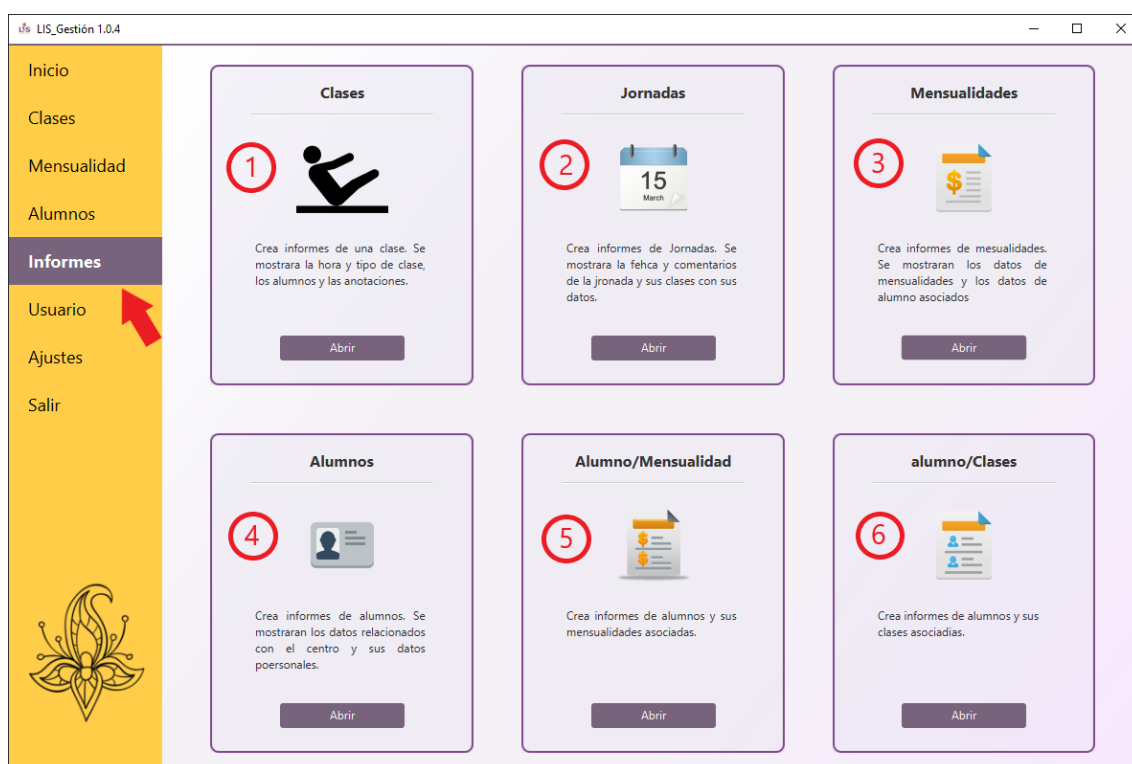 LIS LIS_Gestión 1.0.4
Inicio
Clases
Mensualidad
Alumnos
Informes
Usuario
Ajustes
Salir
Clases
1
Crea informes de una clase. Se
mostrara la hora y tipo de clase,
los alumnos y las anotaciones.
Abrir
Jornadas
2
15
March
Crea informes de Jornadas. Se
mostrara la fehca y comentarios
de la jronada y sus clases con sus
datos.
Abrir
Mensualidades
3
$
Crea informes de mesualidades.
Se mostraran los datos de
mensualidades y los datos de
alumno asociados
Abrir
Alumnos
4
Crea informes de alumnos. Se
mostraran los datos relacionados
con el centro y sus datos
poersonales.
Abrir
Alumno/Mensualidad
5
$
$
Crea informes de alumnos y sus
mensualidades asociadas.
Abrir
alumno/Clases
6
Crea informes de alumnos y sus
clases asociadias.
Abrir